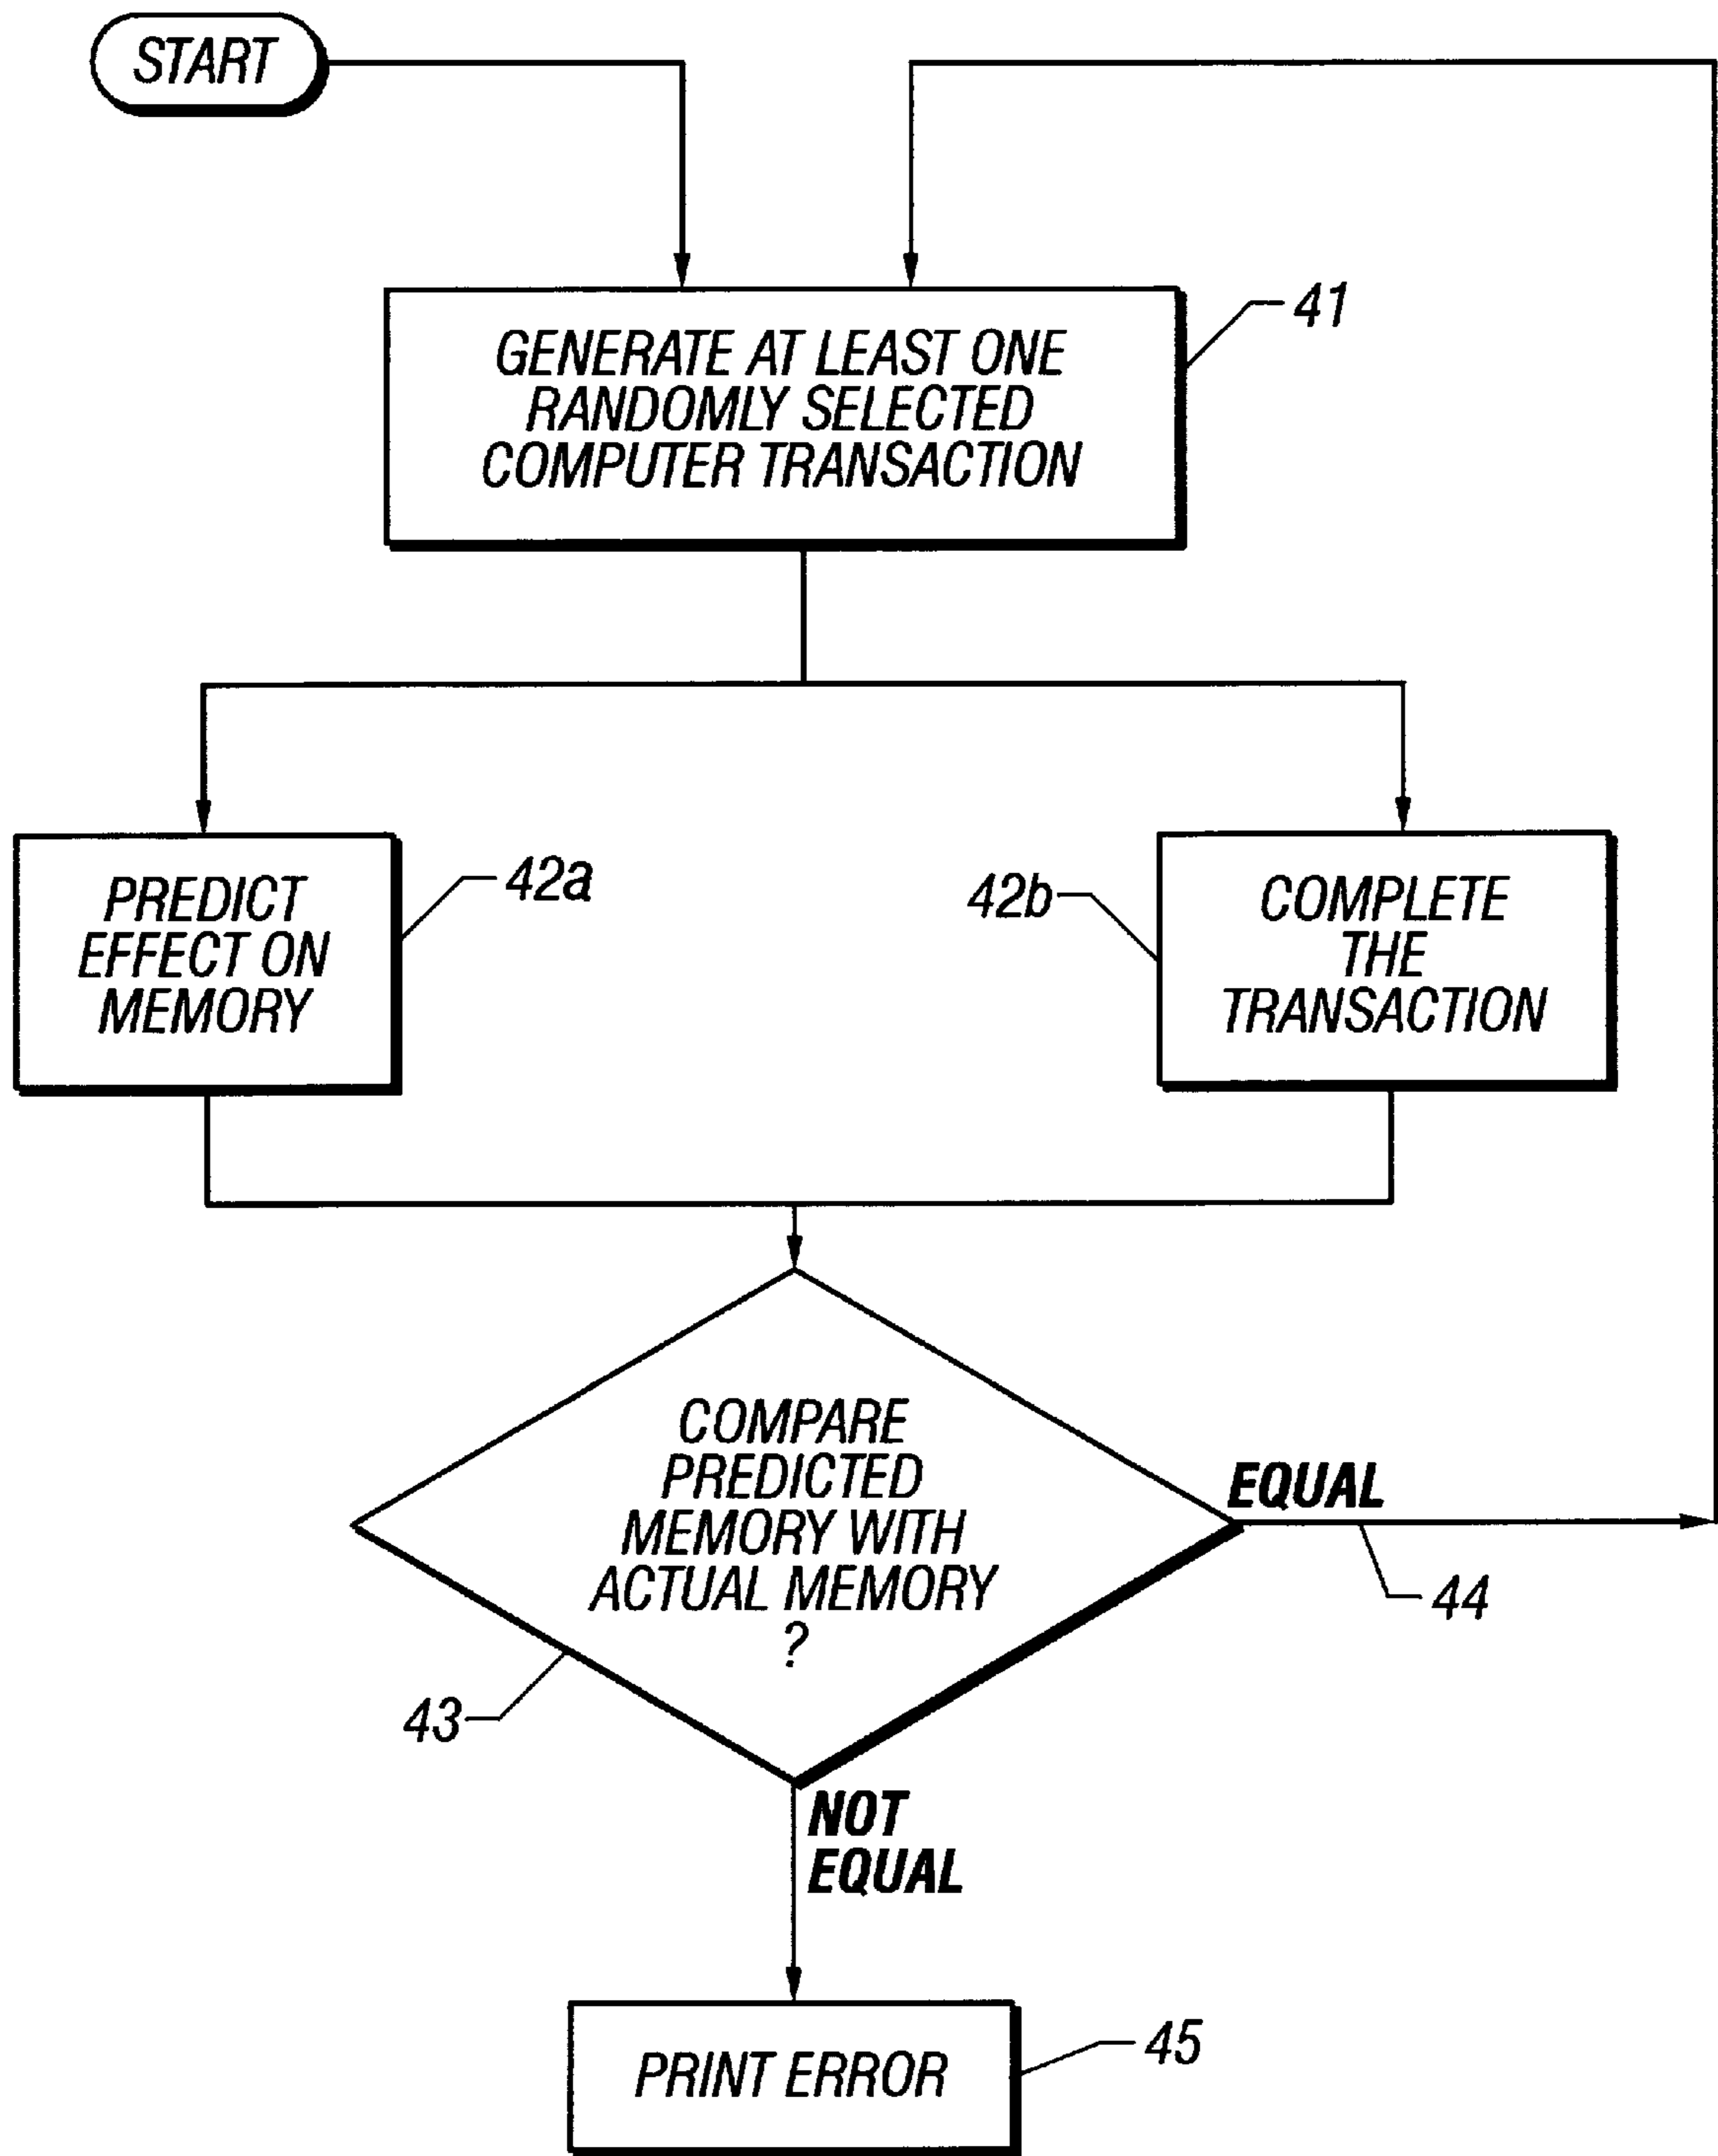 START
GENERATE AT LEAST ONE
RANDOMLY SELECTED
COMPUTER TRANSACTION
41
PREDICT
EFFECT ON
MEMORY
42a
42b
COMPLETE
THE
TRANSACTION
COMPARE
PREDICTED
MEMORY WITH
ACTUAL MEMORY
?
EQUAL
44
43
NOT
EQUAL
PRINT ERROR
45